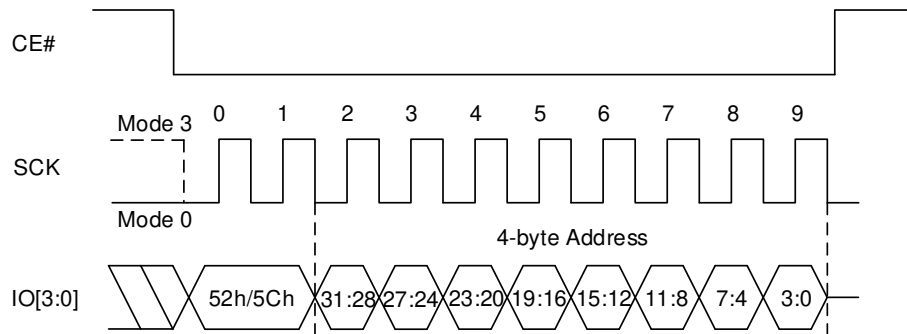 CE#
0 1 2 3 4 5 6 7 8 9
Mode 3
SCK
Mode 0
4-byte Address
IO[3:0] 52h/5Ch 31:28 27:24 23:20 19:16 15:12 11:8 7:4 3:0